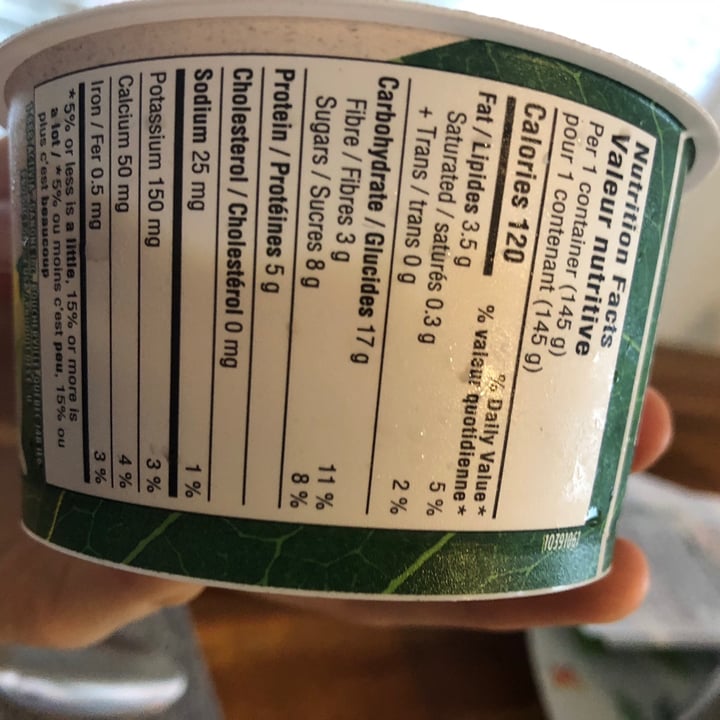 Nutrition Facts
Valeur nutritive
Per 1 container (145 g)
pour 1 contenant (145 g)
Calories 120
% Daily Value *
% valeur quotidienne *
Fat / Lipides 3.5 g 5 %
Saturated / saturés 0.3 g
+ Trans / trans 0 g 2 %
Carbohydrate / Glucides 17 g
Fibre / Fibres 3 g 11 %
Sugars / Sucres 8 g 8 %
Protein / Protéines 5 g
Cholesterol / Cholestérol 0 mg
Sodium 25 mg 1 %
Potassium 150 mg 3 %
Calcium 50 mg 4 %
Iron / Fer 0.5 mg 3 %
*5% or less is a little, 15% or more is
a lot / *5% ou moins c'est peu, 15% ou
plus c'est beaucoup